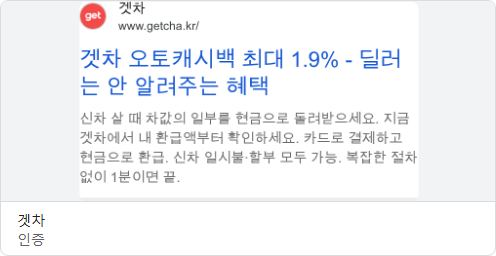 get
겟차
www.getcha.kr/
겟차 오토캐시백 최대 1.9% - 딜러
는 안 알려주는 혜택
신차 살 때 차값의 일부를 현금으로 돌려받으세요. 지금
겟차에서 내 환급액부터 확인하세요. 카드로 결제하고
현금으로 환급. 신차 일시불·할부 모두 가능. 복잡한 절차
없이 1분이면 끝.
겟차
인증